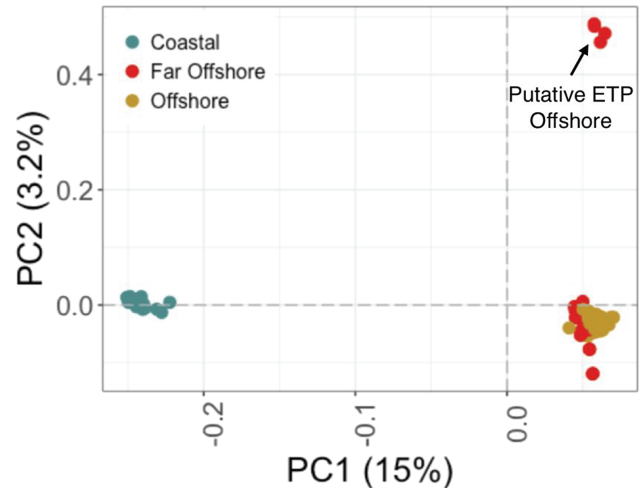 Coastal
Far Offshore
Offshore
Putative ETP
Offshore
PC2 (3.2%)
0.4
0.2
0.0
-0.2
-0.1
0.0
PC1 (15%)